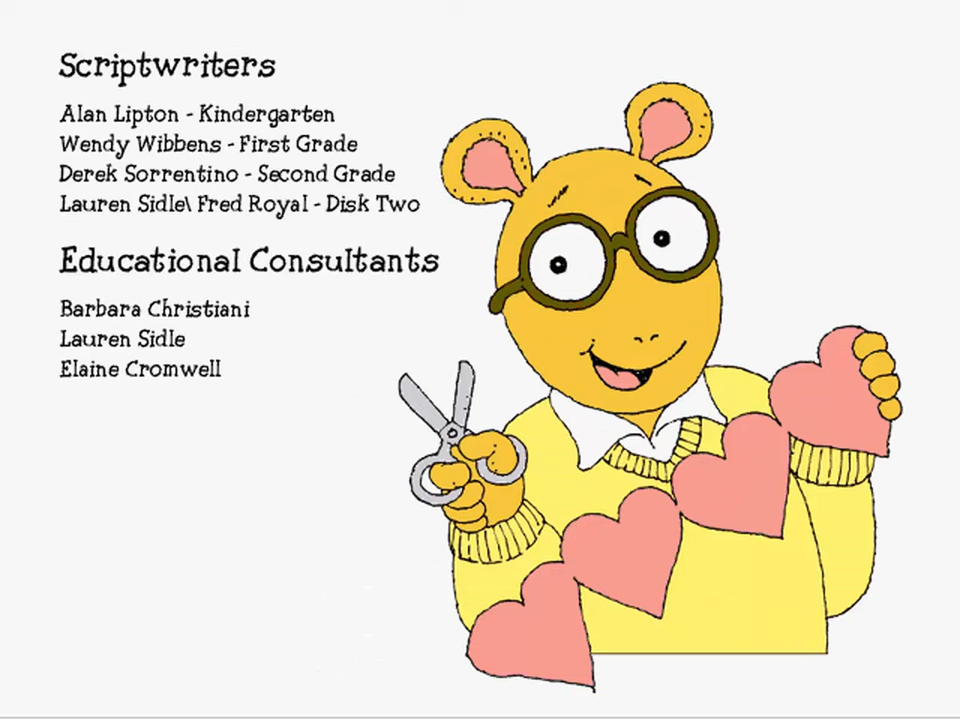 Scriptwriters
Alan Lipton - Kindergarten
Wendy Wibbens - First Grade
Derek Sorrentino - Second Grade
Lauren Sidle\ Fred Royal - Disk Two
Educational Consultants
Barbara Christiani
Lauren Sidle
Elaine Cromwell